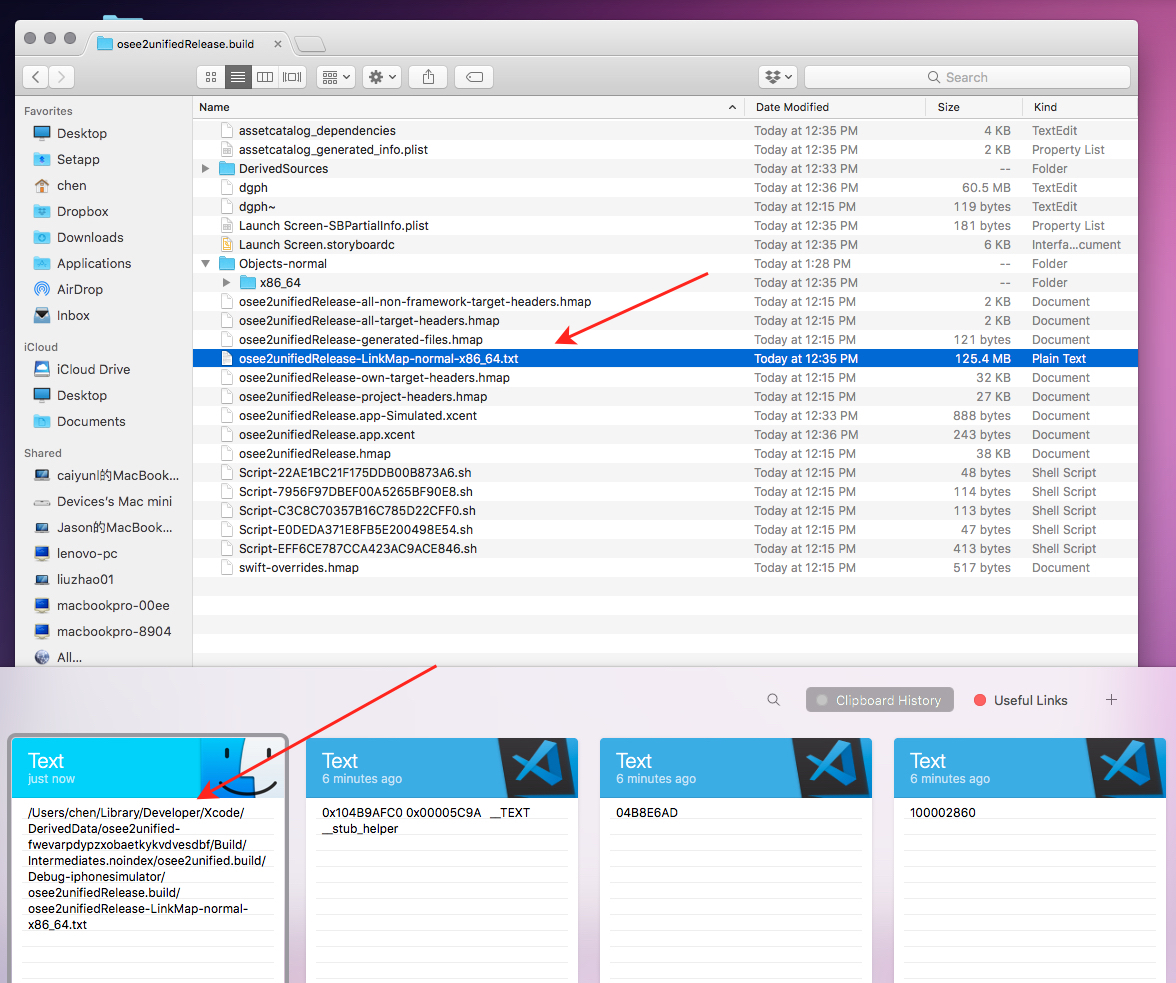 osee2unifiedRelease.build
Search
Favorites
Desktop
Setapp
chen
Dropbox
Downloads
Applications
AirDrop
Inbox
iCloud
iCloud Drive
Desktop
Documents
Shared
caiyunl的MacBook...
Devices's Mac mini
Jason的MacBook...
lenovo-pc
liuzhao01
macbookpro-00ee
macbookpro-8904
All...
Name Date Modified Size Kind
assetcatalog_dependencies Today at 12:35 PM 4 KB TextEdit
assetcatalog_generated_info.plist Today at 12:35 PM 2 KB Property List
DerivedSources Today at 12:33 PM -- Folder
dgph Today at 12:36 PM 60.5 MB TextEdit
dgph~ Today at 12:15 PM 119 bytes TextEdit
Launch Screen-SBPartialInfo.plist Today at 12:15 PM 181 bytes Property List
Launch Screen.storyboardc Today at 12:15 PM 6 KB Interfa...cument
Objects-normal Today at 1:28 PM -- Folder
x86_64 Today at 12:35 PM -- Folder
osee2unifiedRelease-all-non-framework-target-headers.hmap Today at 12:15 PM 2 KB Document
osee2unifiedRelease-all-target-headers.hmap Today at 12:15 PM 2 KB Document
osee2unifiedRelease-generated-files.hmap Today at 12:15 PM 121 bytes Document
osee2unifiedRelease-LinkMap-normal-x86_64.txt Today at 12:35 PM 125.4 MB Plain Text
osee2unifiedRelease-own-target-headers.hmap Today at 12:15 PM 32 KB Document
osee2unifiedRelease-project-headers.hmap Today at 12:15 PM 27 KB Document
osee2unifiedRelease.app-Simulated.xcent Today at 12:33 PM 888 bytes Document
osee2unifiedRelease.app.xcent Today at 12:36 PM 243 bytes Document
osee2unifiedRelease.hmap Today at 12:15 PM 38 KB Document
Script-22AE1BC21F175DDB00B873A6.sh Today at 12:15 PM 48 bytes Shell Script
Script-7956F97DBEF00A5265BF90E8.sh Today at 12:15 PM 114 bytes Shell Script
Script-C3C8C70357B16C785D22CFF0.sh Today at 12:15 PM 113 bytes Shell Script
Script-E0DEDA371E8FB5E200498E54.sh Today at 12:15 PM 47 bytes Shell Script
Script-EFF6CE787CCA423AC9ACE846.sh Today at 12:15 PM 413 bytes Shell Script
swift-overrides.hmap Today at 12:15 PM 517 bytes Document
Clipboard History Useful Links
Text
just now
/Users/chen/Library/Developer/Xcode/
DerivedData/osee2unified-
fwevarpdypzxobaetkykvdvesdbf/Build/
Intermediates.noindex/osee2unified.build/
Debug-iphonesimulator/
osee2unifiedRelease.build/
osee2unifiedRelease-LinkMap-normal-
x86_64.txt
Text
6 minutes ago
0x104B9AFC0 0x00005C9A __TEXT
__stub_helper
Text
6 minutes ago
04B8E6AD
Text
6 minutes ago
100002860